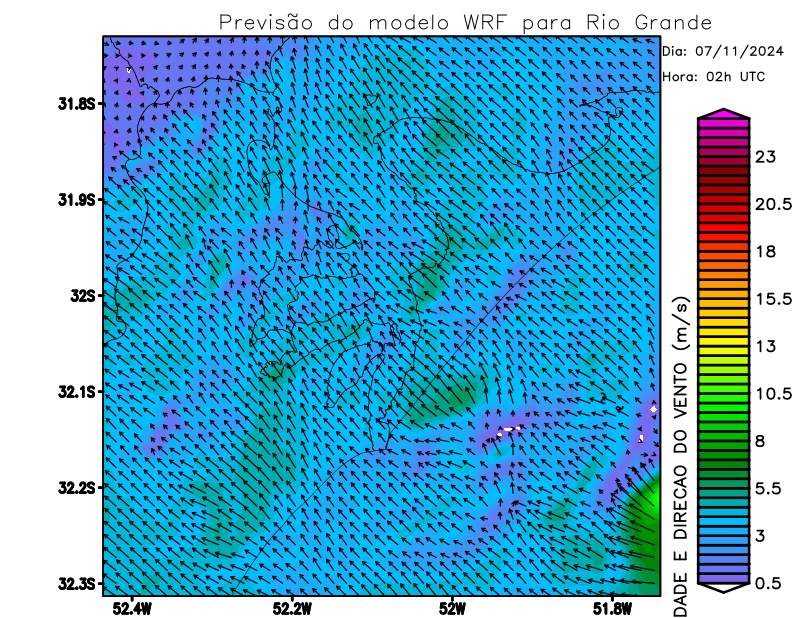 Previsão do modelo WRF para Rio Grande
Dia: 07/11/2024
Hora: 02h UTC
31.8S
31.9S
32S
32.1S
32.2S
32.3S
52.4W
52.2W
52W
51.8W
23
20.5
18
15.5
13
10.5
8
5.5
3
0.5
DADE E DIRECAO DO VENTO (m/s)